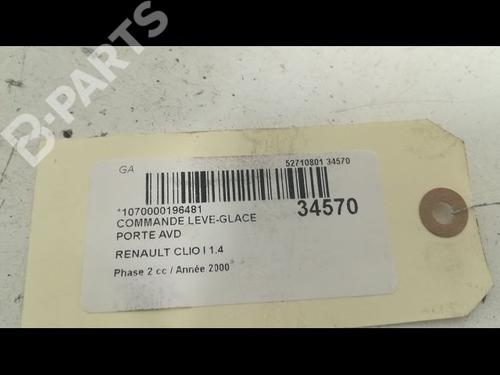 B-PARTS
GA
52710801 34570
*1070000196481
34570
COMMANDE LEVE-GLACE
PORTE AVD
RENAULT CLIO I 1.4
Phase 2 cc / Année 2000